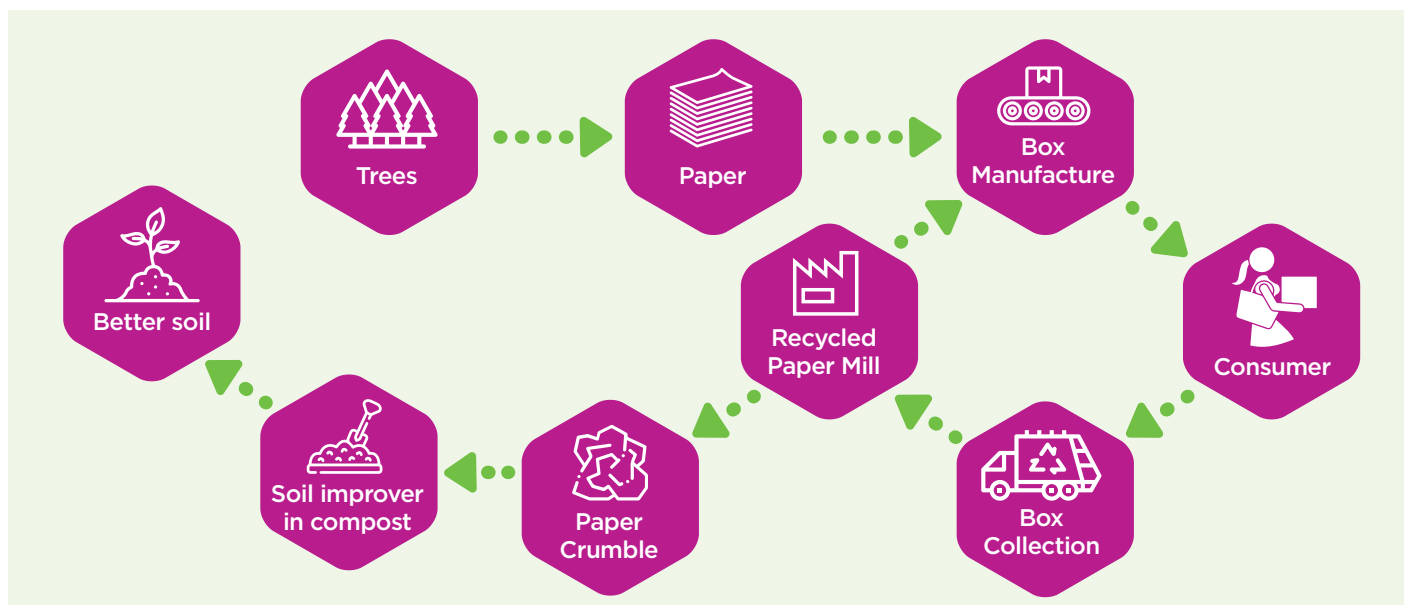 Trees
Paper
Box
Manufacture
Better soil
Recycled
Paper Mill
Consumer
Soil improver
in compost
Paper
Crumble
Box
Collection